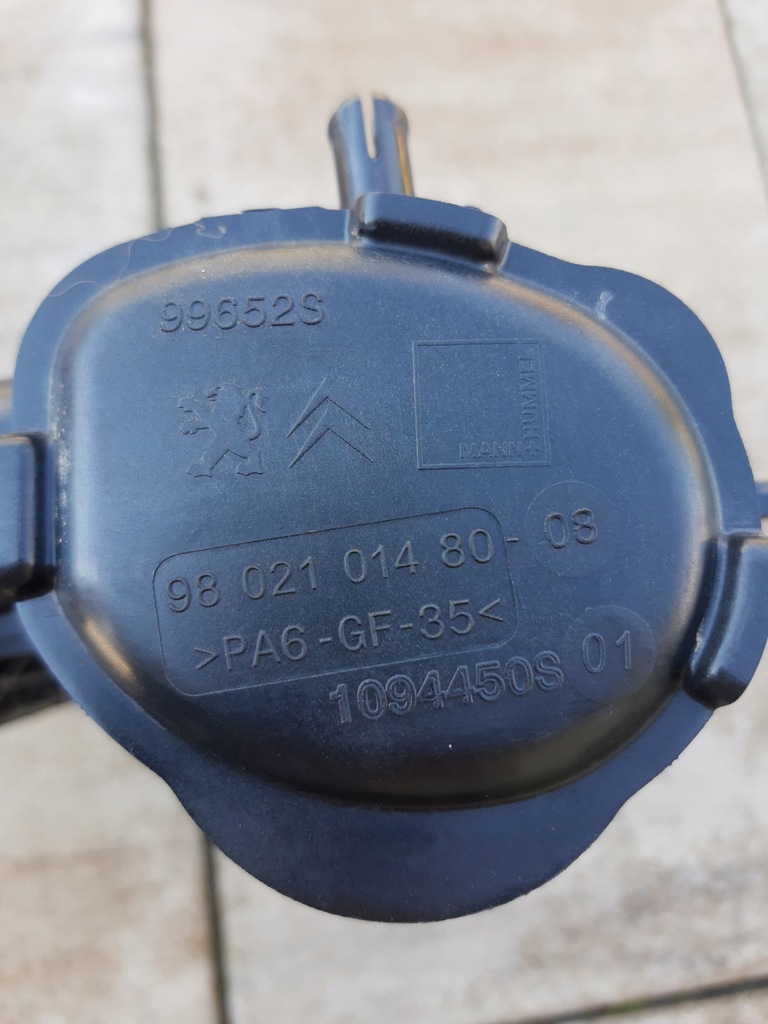 99652S
MANN+
HUMMEL
98 021 014 80- 08
>PA6-GF-35<
1094450S 01